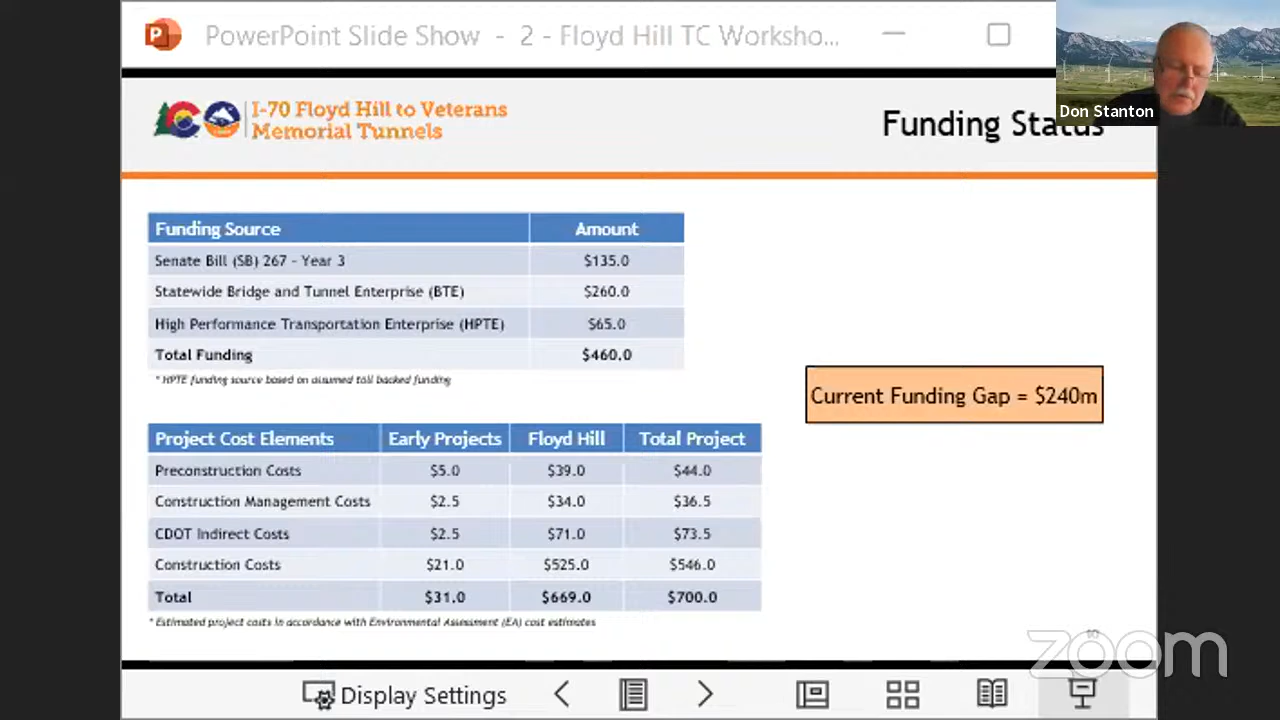 PowerPoint Slide Show - 2 - Floyd Hill TC Worksho...
Don Stanton
I-70 Floyd Hill to Veterans
Memorial Tunnels
Funding Status
Funding Source Amount
Senate Bill (SB) 267 - Year 3 $135.0
Statewide Bridge and Tunnel Enterprise (BTE) $260.0
High Performance Transportation Enterprise (HPTE) $65.0
Total Funding $460.0
* HPTE funding source based on assumed toll backed funding
Current Funding Gap = $240m
Project Cost Elements Early Projects Floyd Hill Total Project
Preconstruction Costs $5.0 $39.0 $44.0
Construction Management Costs $2.5 $34.0 $36.5
CDOT Indirect Costs $2.5 $71.0 $73.5
Construction Costs $21.0 $525.0 $546.0
Total $31.0 $669.0 $700.0
* Estimated project costs in accordance with Environmental Assessment (EA) cost estimates
10
zoom
Display Settings